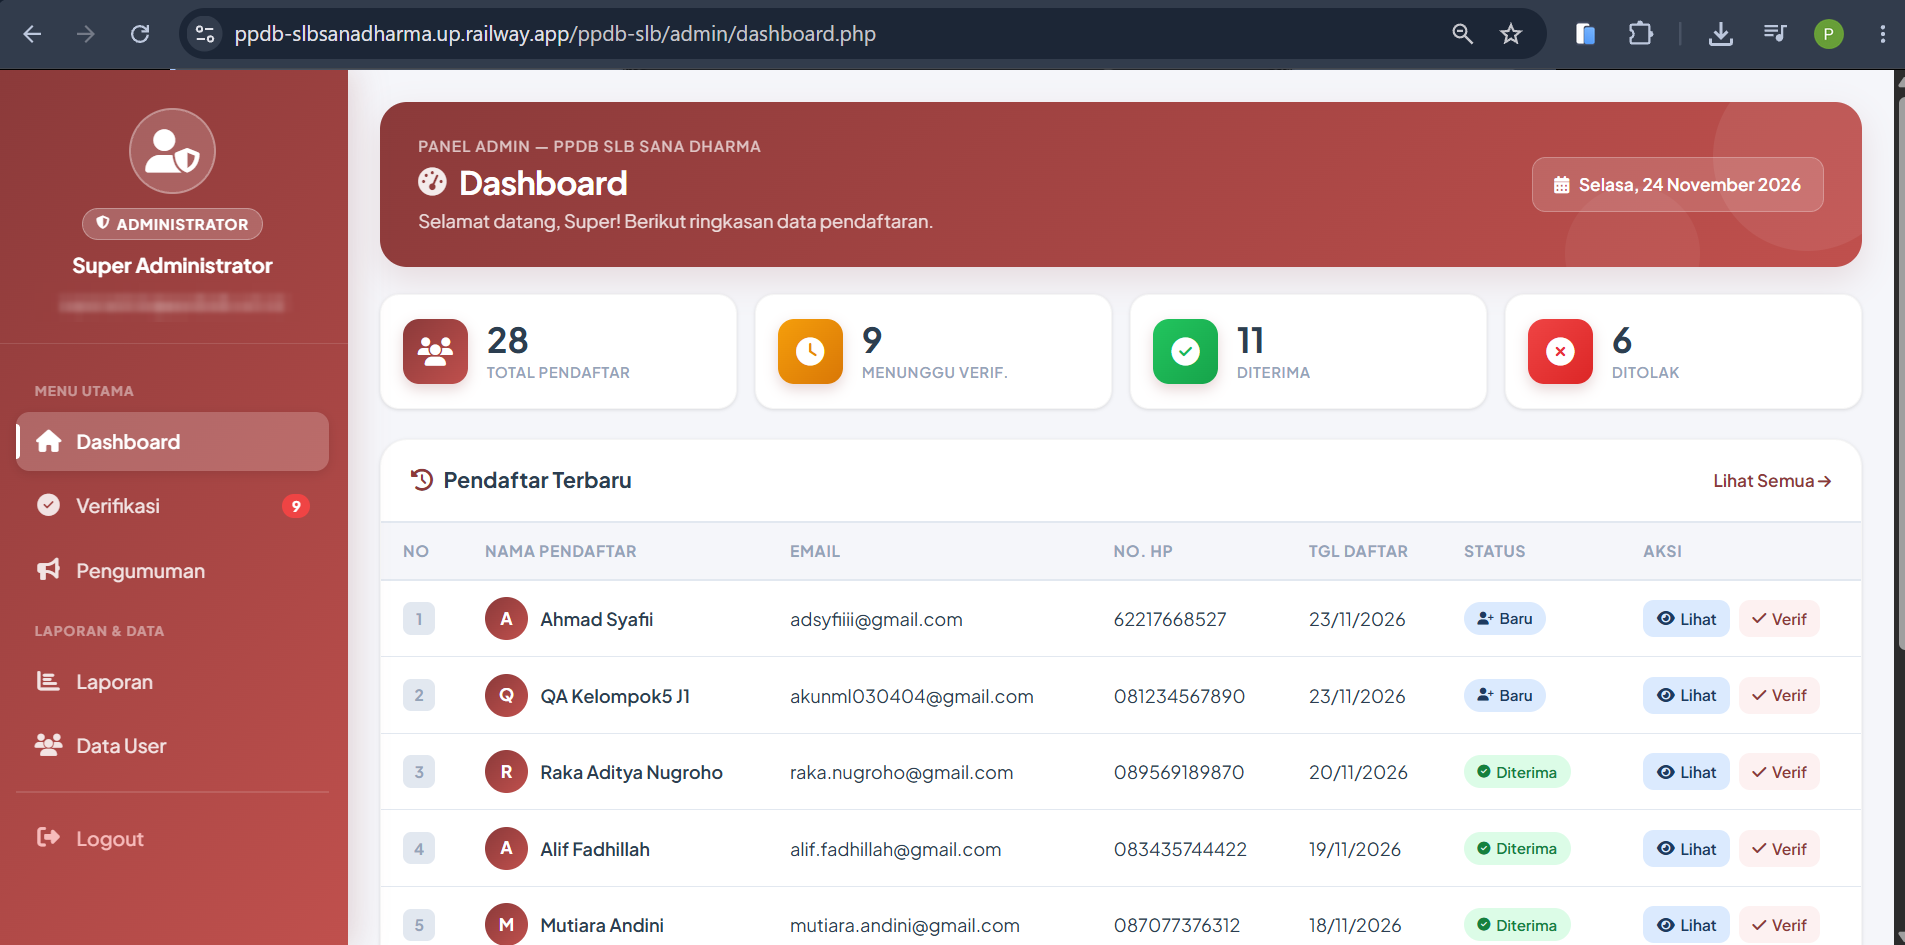 ppdb-slbsanadharma.up.railway.app/ppdb-slb/admin/dashboard.php
P
ADMINISTRATOR
Super Administrator
MENU UTAMA
Dashboard
Verifikasi 9
Pengumuman
LAPORAN & DATA
Laporan
Data User
Logout
PANEL ADMIN — PPDB SLB SANA DHARMA
Dashboard
Selamat datang, Super! Berikut ringkasan data pendaftaran.
Selasa, 24 November 2026
28
TOTAL PENDAFTAR
9
MENUNGGU VERIF.
11
DITERIMA
6
DITOLAK
Pendaftar Terbaru
Lihat Semua→
NO NAMA PENDAFTAR EMAIL NO. HP TGL DAFTAR STATUS AKSI
1 A Ahmad Syafii adsyfiiii@gmail.com 62217668527 23/11/2026 Baru Lihat Verif
2 Q QA Kelompok5 J1 akunml030404@gmail.com 081234567890 23/11/2026 Baru Lihat Verif
3 R Raka Aditya Nugroho raka.nugroho@gmail.com 089569189870 20/11/2026 Diterima Lihat Verif
4 A Alif Fadhillah alif.fadhillah@gmail.com 083435744422 19/11/2026 Diterima Lihat Verif
5 M Mutiara Andini mutiara.andini@gmail.com 087077376312 18/11/2026 Diterima Lihat Verif